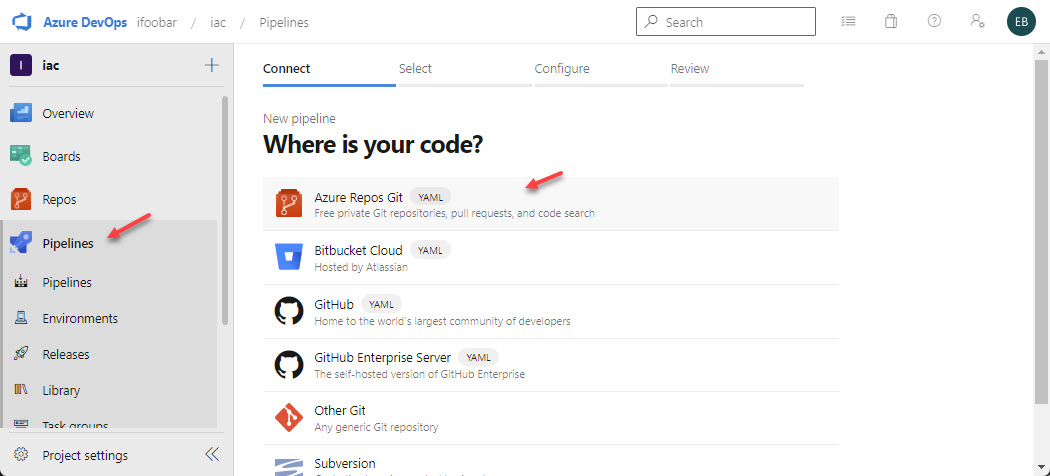 Azure DevOps ifoobar / iac / Pipelines
Search
EB
I iac
Overview
Boards
Repos
Pipelines
Pipelines
Environments
Releases
Library
Task groups
Project settings
Connect Select Configure Review
New pipeline
Where is your code?
Azure Repos Git YAML
Free private Git repositories, pull requests, and code search
Bitbucket Cloud YAML
Hosted by Atlassian
GitHub YAML
Home to the world's largest community of developers
GitHub Enterprise Server YAML
The self-hosted version of GitHub Enterprise
Other Git
Any generic Git repository
Subversion